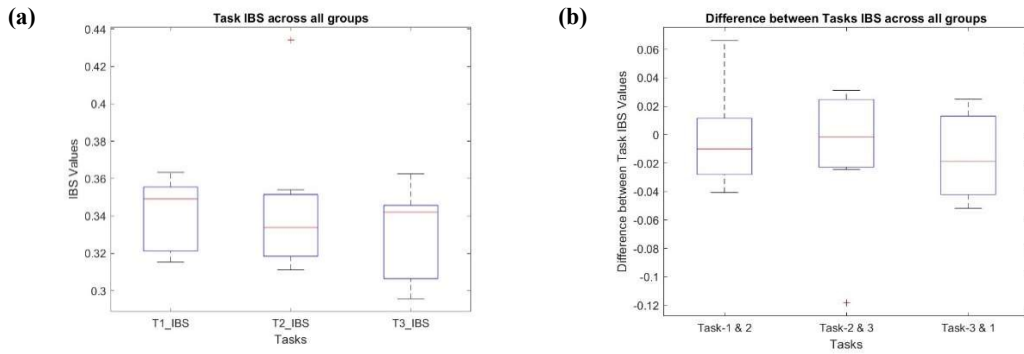 (a)
Task IBS across all groups
0.44
0.42
0.4
0.38
0.36
0.34
0.32
0.3
IBS Values
T1_IBS T2_IBS T3_IBS
Tasks
(b)
Difference between Tasks IBS across all groups
0.06
0.04
0.02
0
-0.02
-0.04
-0.06
-0.08
-0.1
-0.12
Difference between Task IBS Values
Task-1 & 2 Task-2 & 3 Task-3 & 1
Tasks